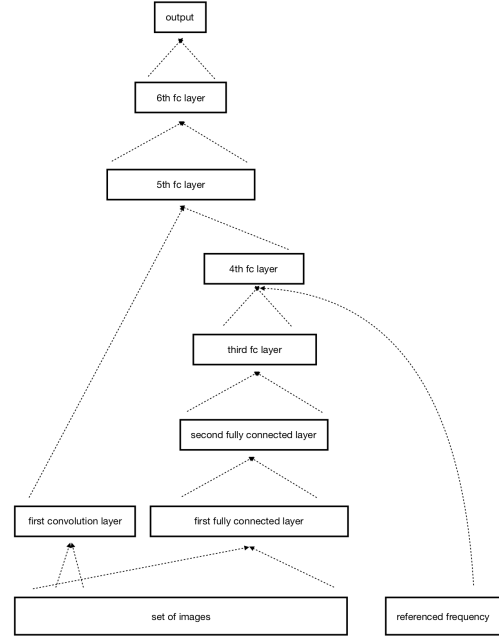 output
6th fc layer
5th fc layer
4th fc layer
third fc layer
second fully connected layer
first convolution layer
first fully connected layer
set of images
referenced frequency